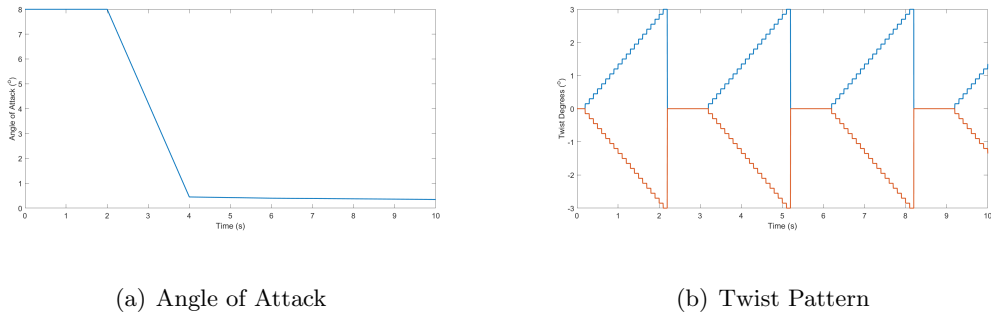 8
7
6
5
4
3
2
1
0
Angle of Attack (°)
0 1 2 3 4 5 6 7 8 9 10
Time (s)
3
2
1
0
-1
-2
-3
Twist Degrees (°)
0 1 2 3 4 5 6 7 8 9 10
Time (s)
(a) Angle of Attack
(b) Twist Pattern